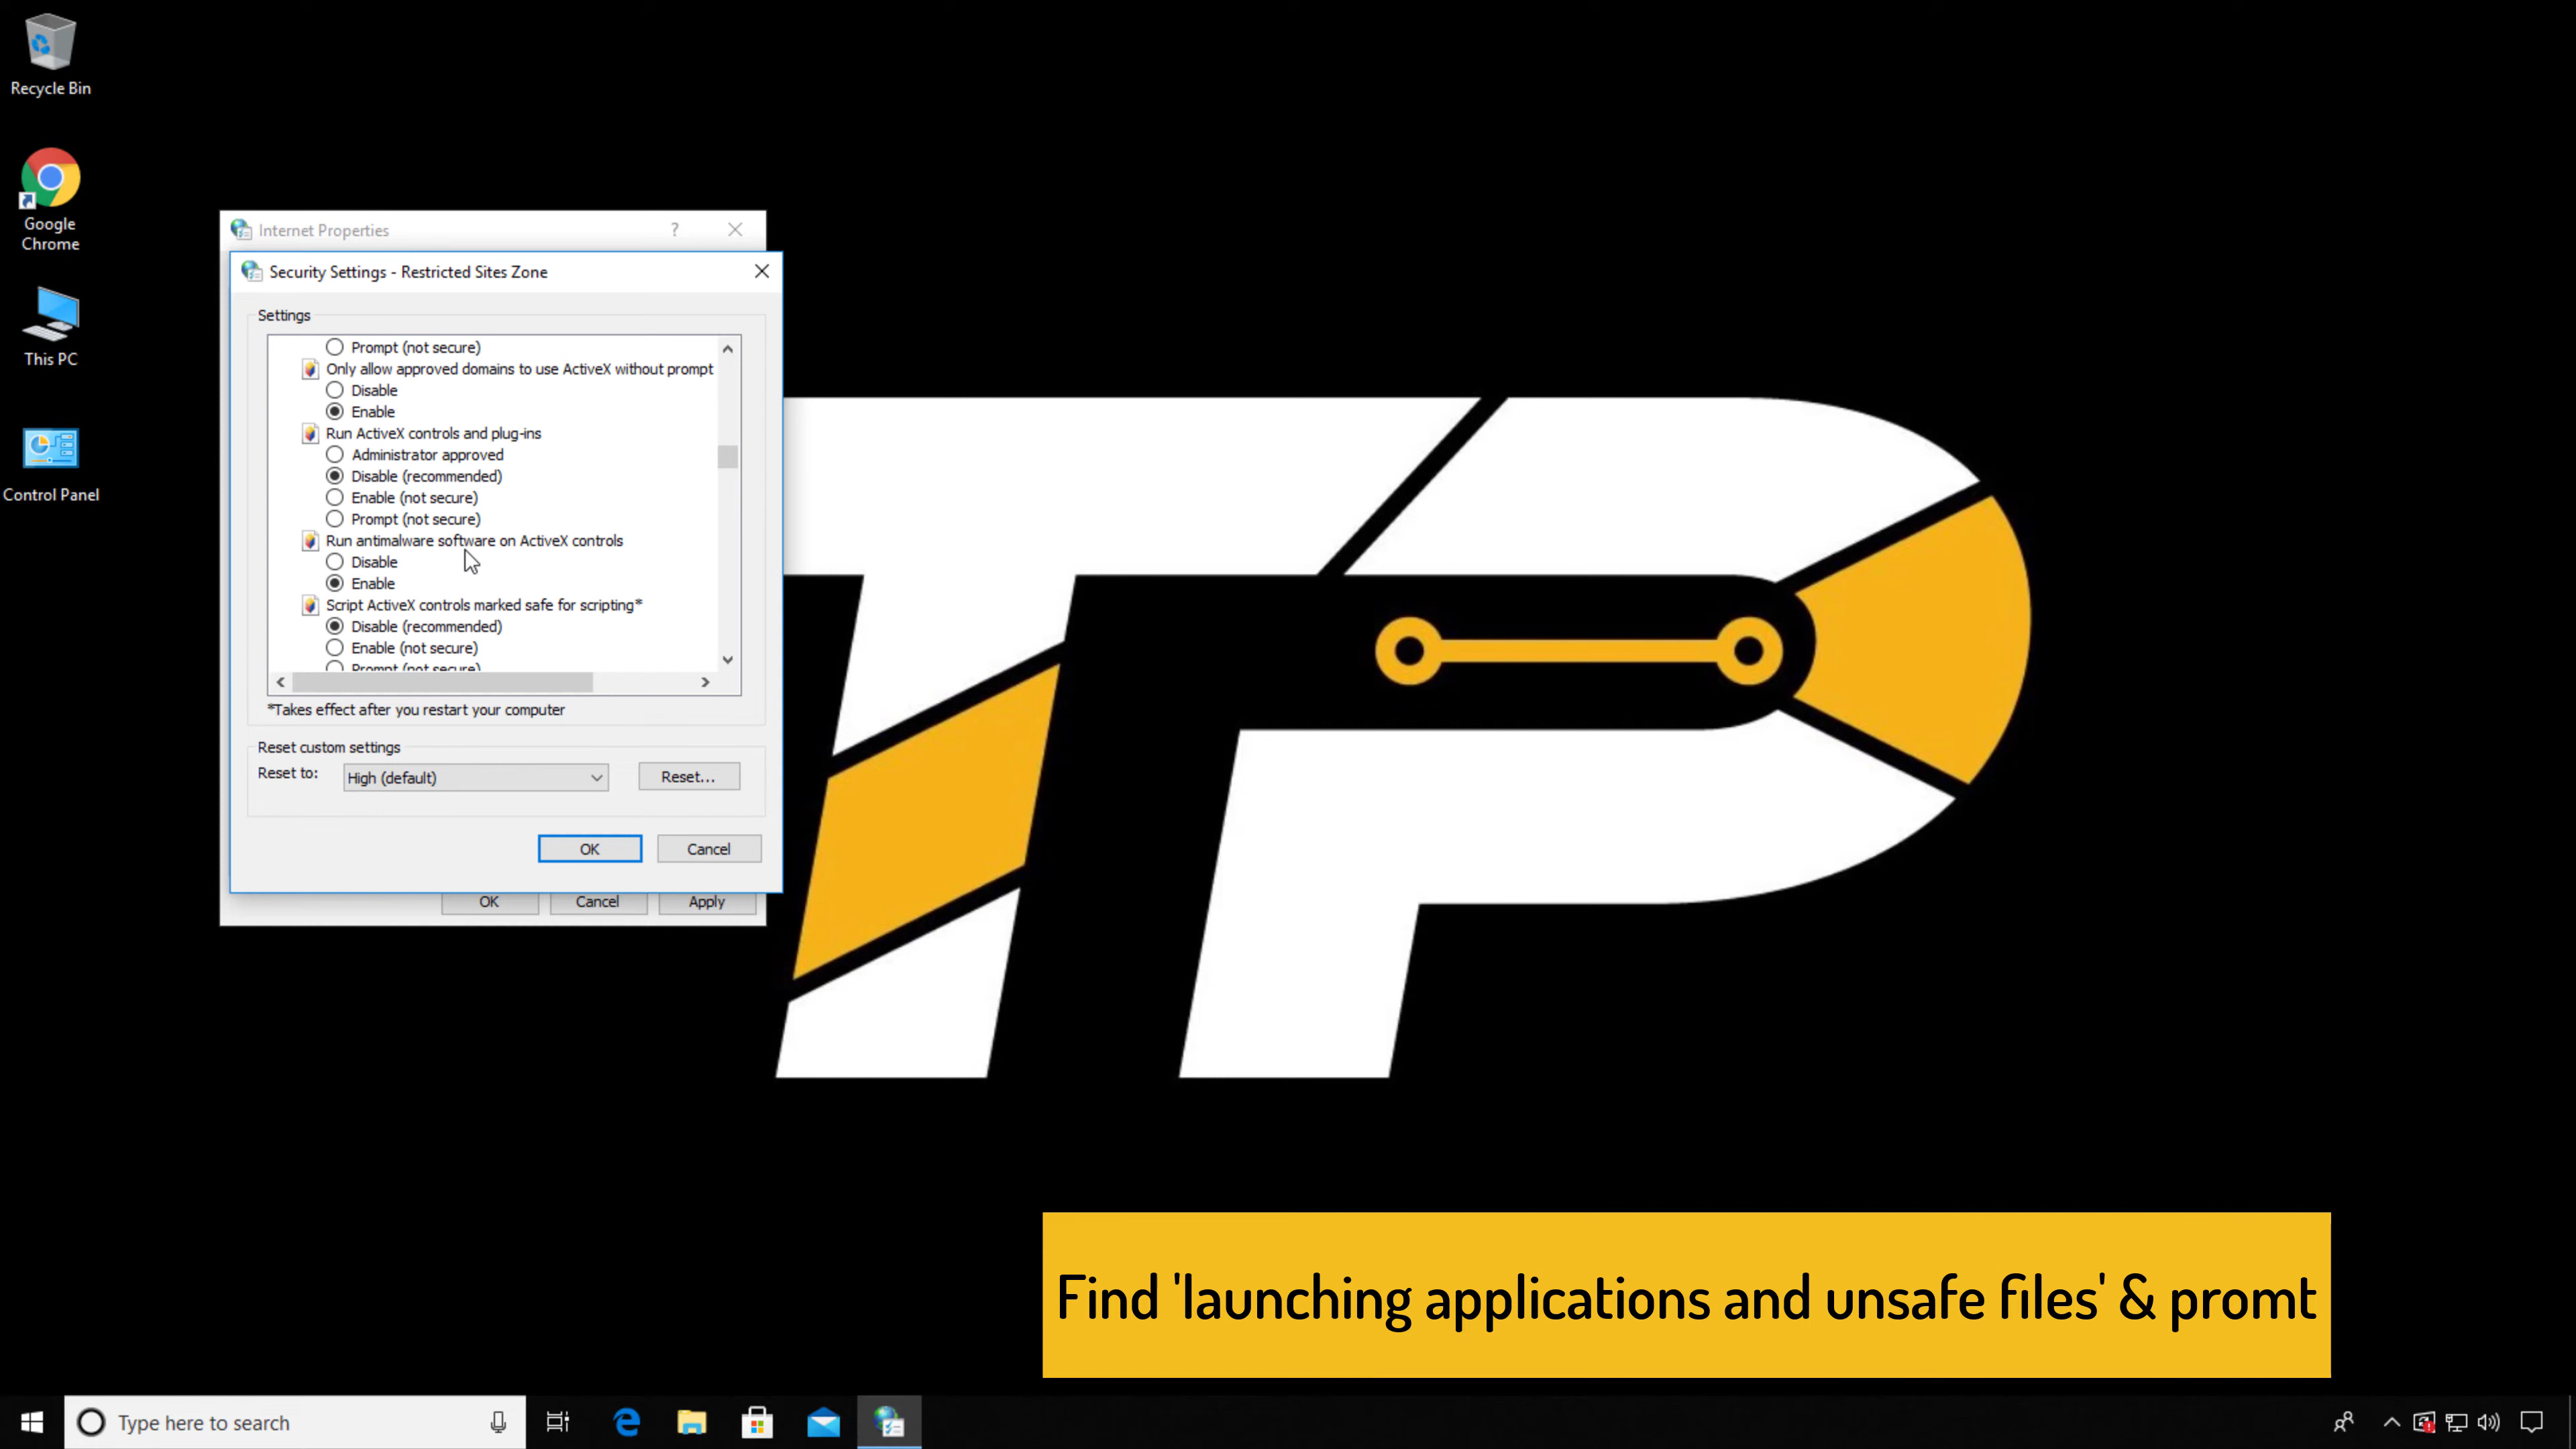 Recycle Bin
Google
Chrome
This PC
Control Panel
Internet Properties
Security Settings - Restricted Sites Zone
Settings
Prompt (not secure)
Only allow approved domains to use ActiveX without prompt
Disable
Enable
Run ActiveX controls and plug-ins
Administrator approved
Disable (recommended)
Enable (not secure)
Prompt (not secure)
Run antimalware software on ActiveX controls
Disable
Enable
Script ActiveX controls marked safe for scripting*
Disable (recommended)
Enable (not secure)
Prompt (not secure)
*Takes effect after you restart your computer
Reset custom settings
Reset to:
High (default)
Reset...
OK
Cancel
OK
Cancel
Apply
TP
Find 'launching applications and unsafe files' & promt
Type here to search